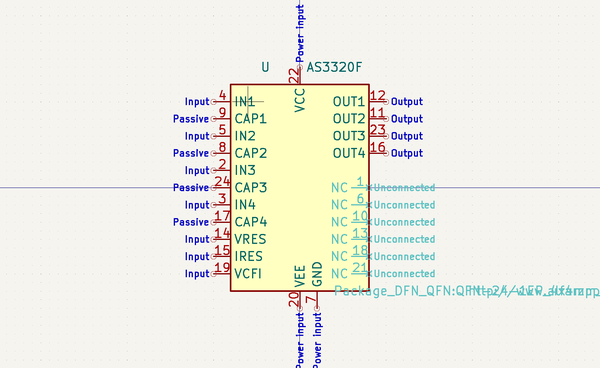 Power input
U AS3320F
22
VCC
Input 4 IN1 OUT1 12 Output
Passive 9 CAP1 OUT2 11 Output
Input 5 IN2 OUT3 23 Output
Passive 8 CAP2 OUT4 16 Output
Input 2 IN3
Passive 24 CAP3 NC 1 Unconnected
Input 3 IN4 NC 6 Unconnected
Passive 17 CAP4 NC 10 Unconnected
Input 14 VRES NC 13 Unconnected
Input 15 IRES NC 18 Unconnected
Input 19 VCFI NC 21 Unconnected
VEE GND
20 7
Package_DFN_QFN:
Power input Power input